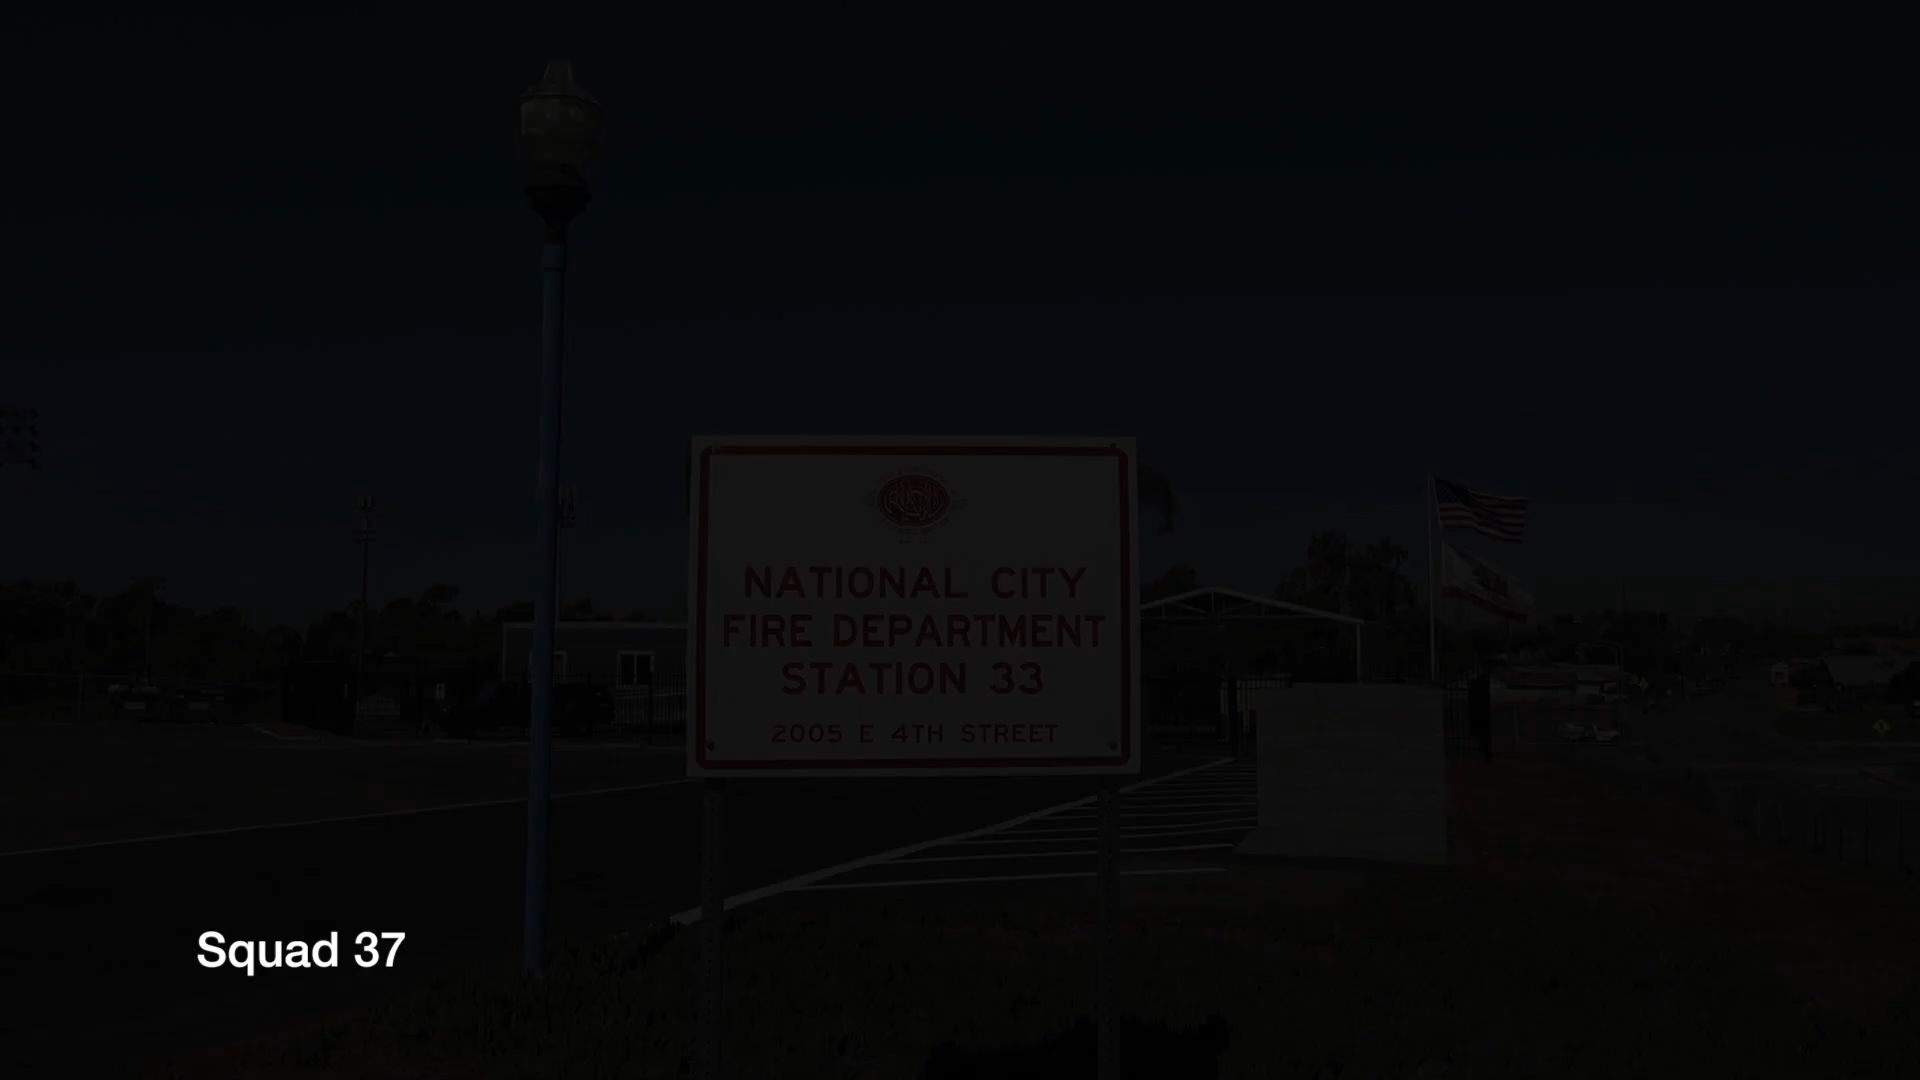 NATIONAL CITY
FIRE DEPARTMENT
STATION 33
2005 E 4TH STREET
Squad 37